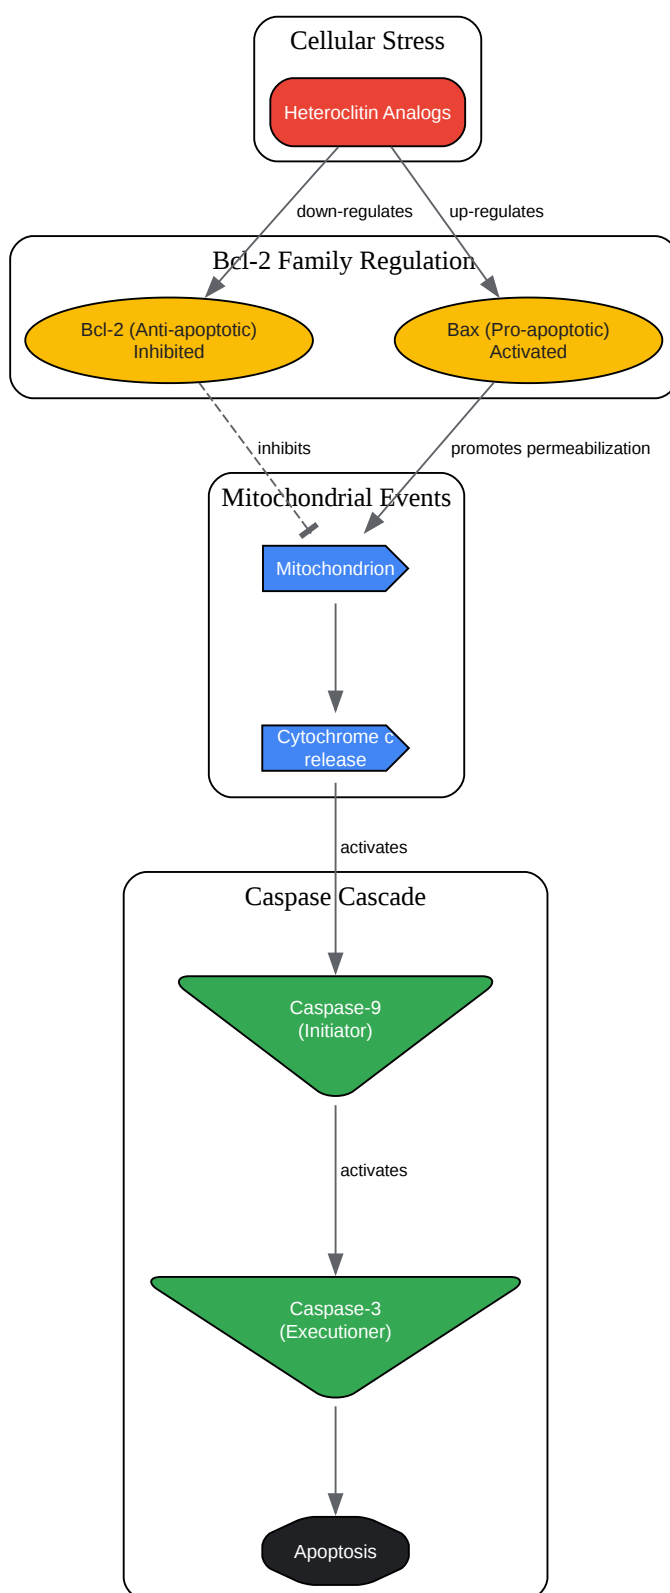 Cellular Stress
Heteroclitin Analogs
down-regulates
up-regulates
Bcl-2 Family Regulation
Bcl-2 (Anti-apoptotic)
Inhibited
Bax (Pro-apoptotic)
Activated
inhibits
promotes permeabilization
Mitochondrial Events
Mitochondrion
Cytochrome c
release
activates
Caspase Cascade
Caspase-9
(Initiator)
activates
Caspase-3
(Executioner)
Apoptosis